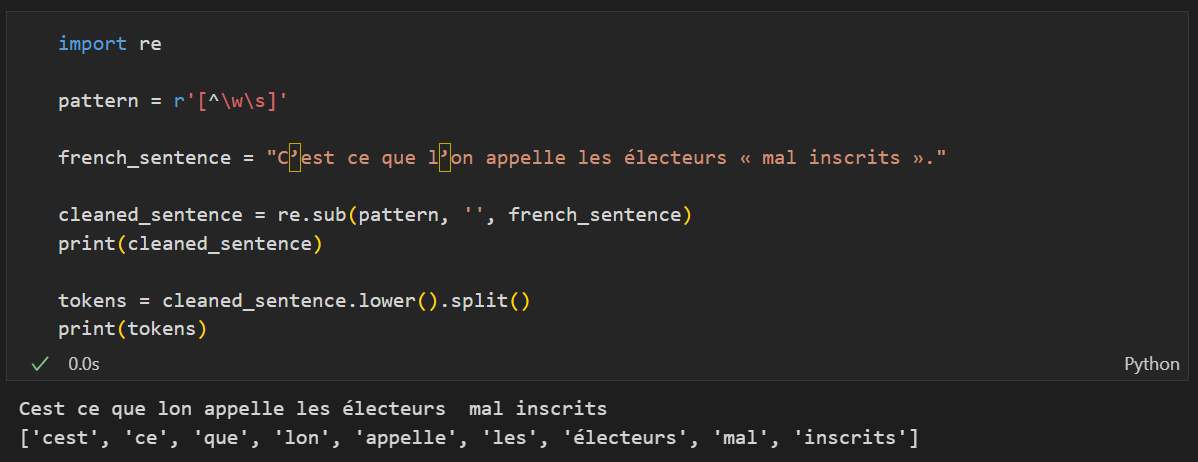 import re
pattern = r'[^\w\s]'
french_sentence = "C’est ce que l’on appelle les électeurs « mal inscrits »."
cleaned_sentence = re.sub(pattern, '', french_sentence)
print(cleaned_sentence)
tokens = cleaned_sentence.lower().split()
print(tokens)
0.0s
Python
Cest ce que lon appelle les électeurs  mal inscrits
['cest', 'ce', 'que', 'lon', 'appelle', 'les', 'électeurs', 'mal', 'inscrits']